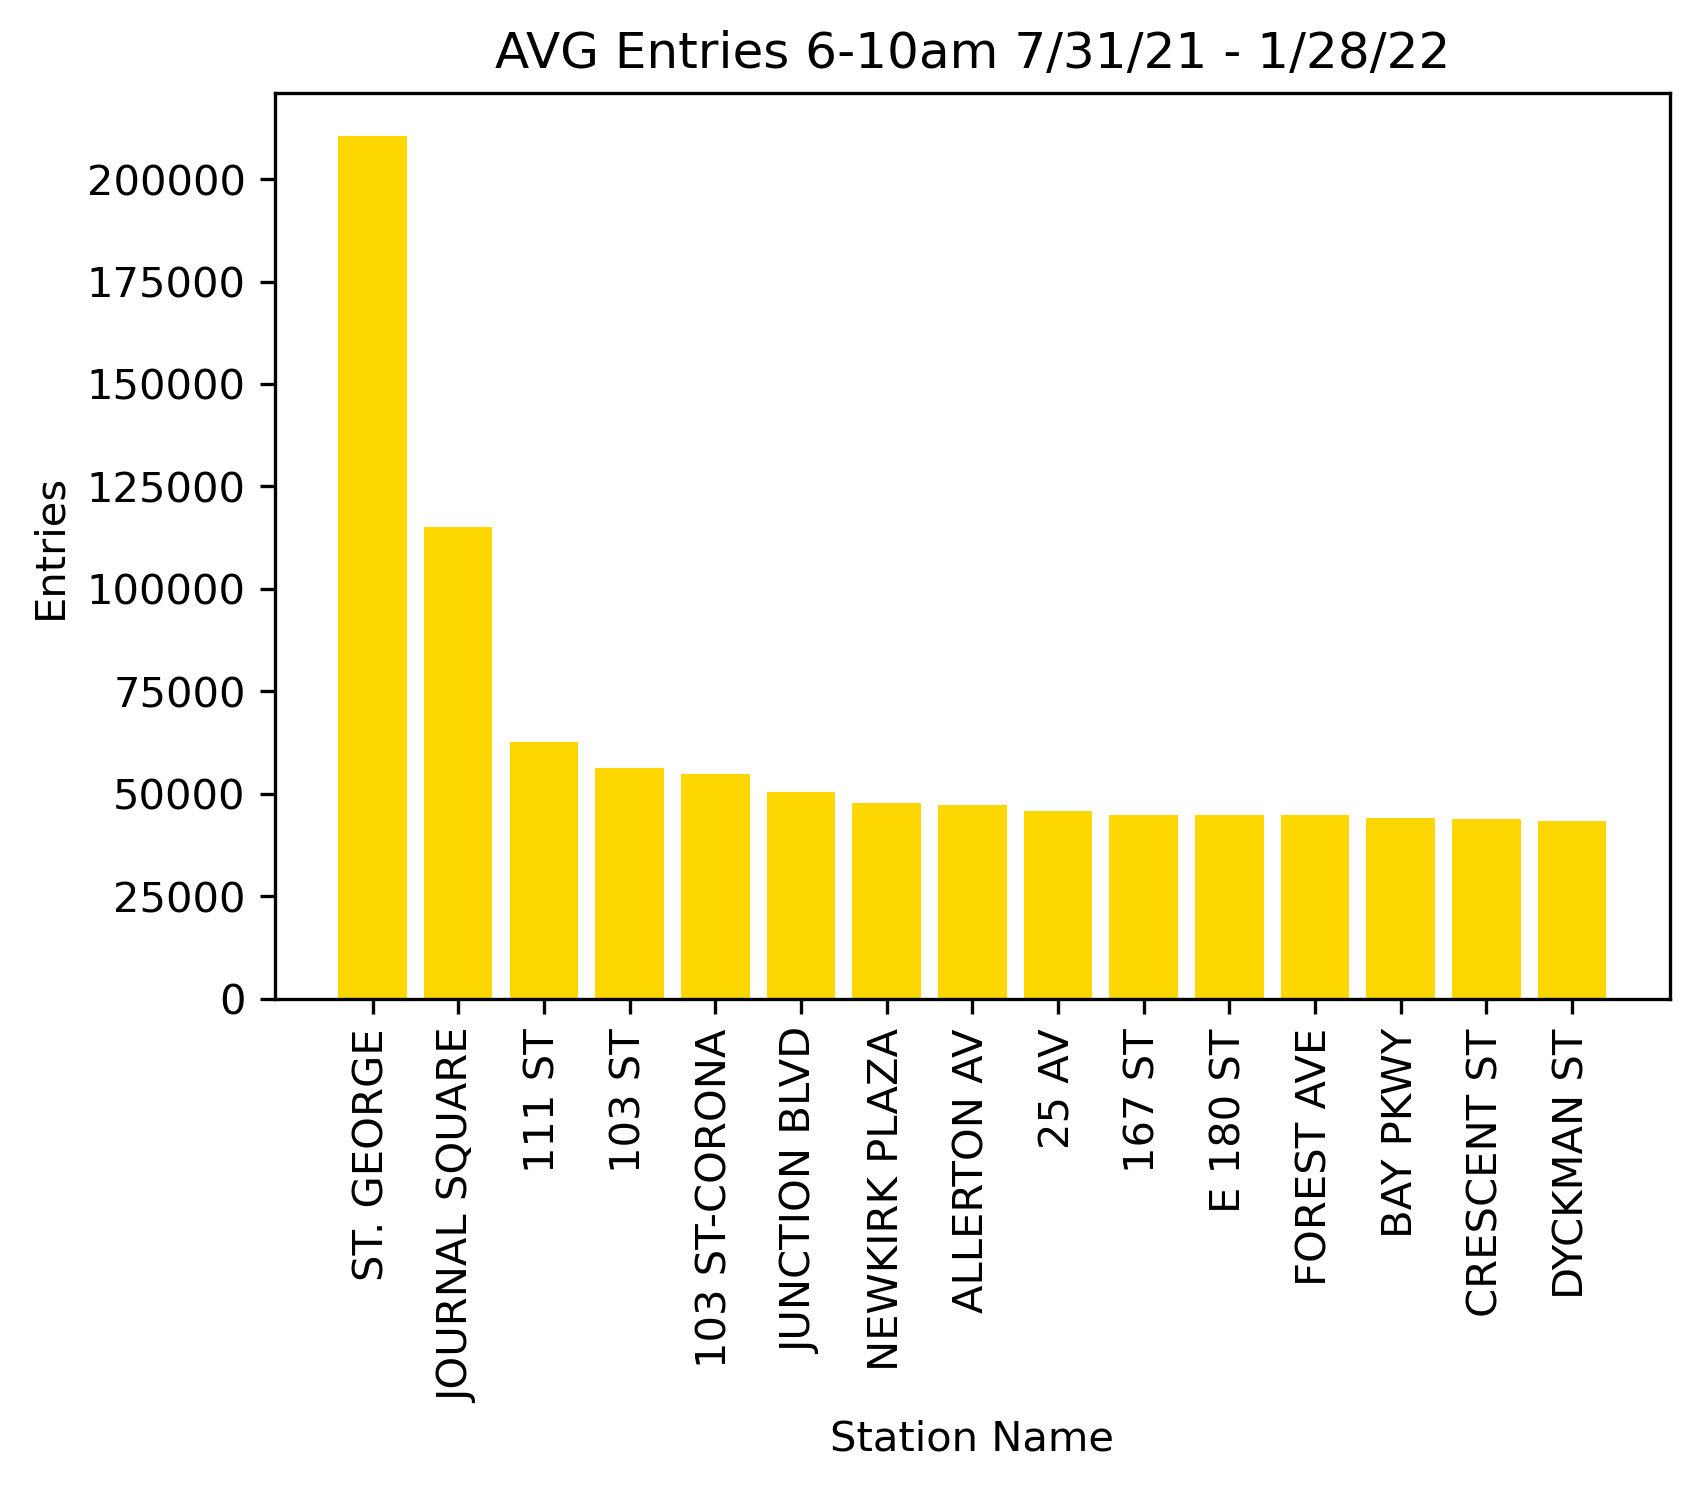 AVG Entries 6-10am 7/31/21 - 1/28/22
Entries
200000
175000
150000
125000
100000
75000
50000
25000
0
ST. GEORGE
JOURNAL SQUARE
111 ST
103 ST
103 ST-CORONA
JUNCTION BLVD
NEWKIRK PLAZA
ALLERTON AV
25 AV
167 ST
E 180 ST
FOREST AVE
BAY PKWY
CRESCENT ST
DYCKMAN ST
Station Name